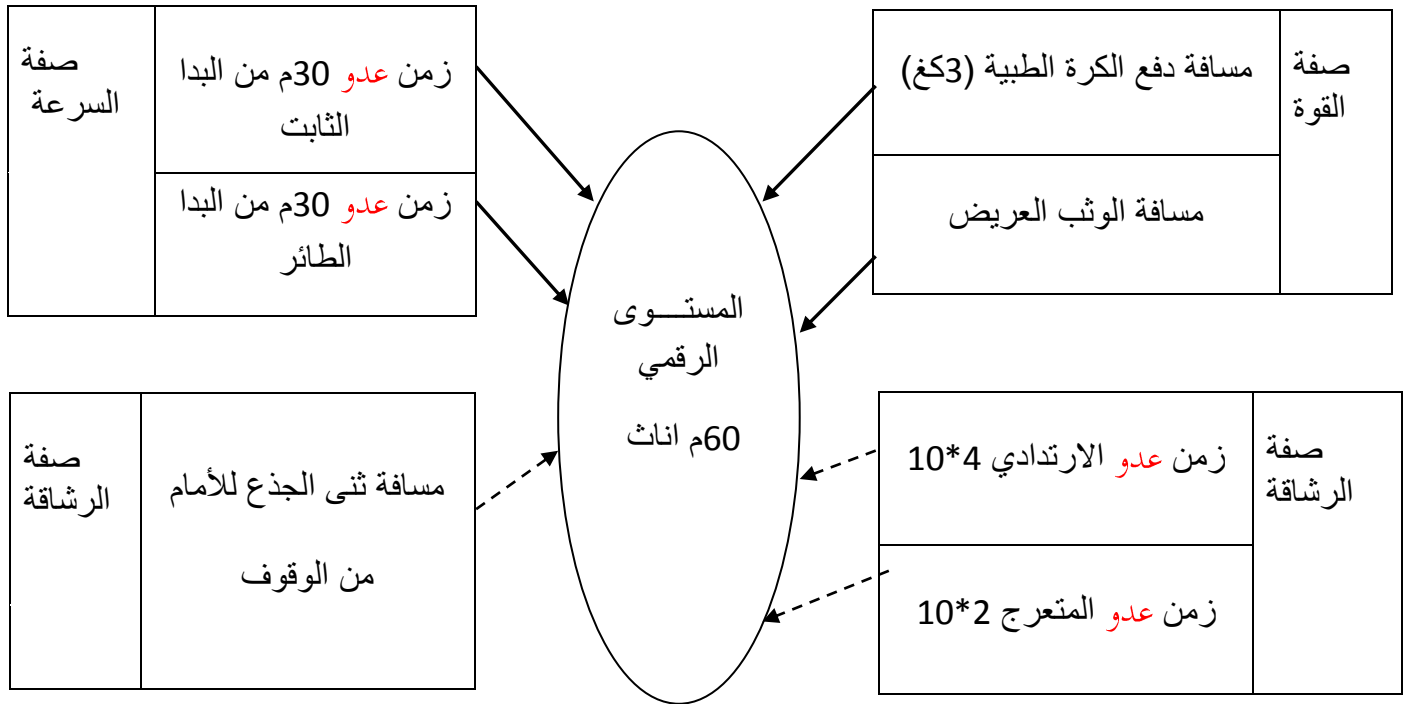 صفة
القوة
مسافة دفع الكرة الطبية (3كغ)
مسافة الوثب العريض
زمن عدو 30م من البدا
الثابت
زمن عدو 30م من البدا
الطائر
صفة
السرعة
المستــــوى
الرقمي
60م اناث
صفة
الرشاقة
زمن عدو الارتدادي 4*10
زمن عدو المتعرج 2*10
مسافة ثنى الجذع للأمام
من الوقوف
صفة
الرشاقة